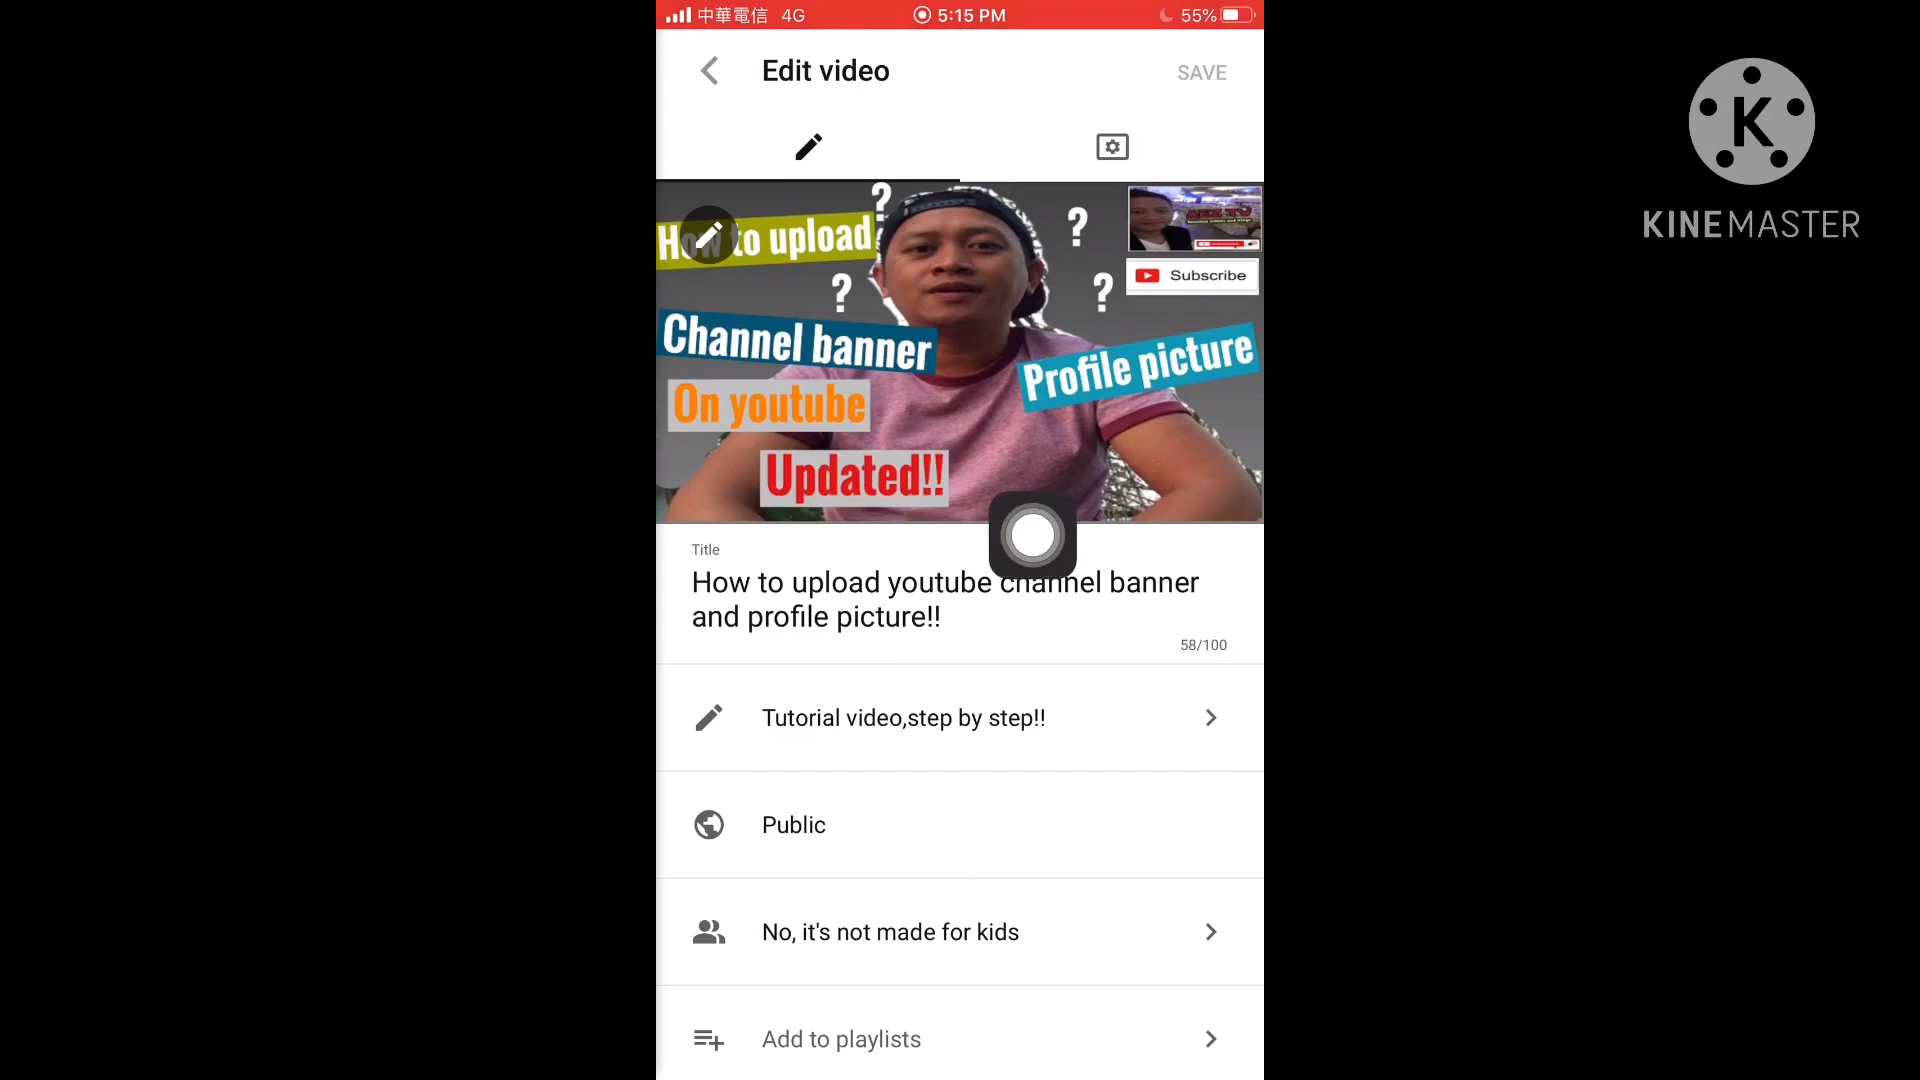 中華電信 4G 5:15 PM 55%
Edit video SAVE
How to upload
?
?
?
?
Subscribe
Channel banner
Profile picture
On youtube
Updated!!
Title
How to upload youtube channel banner
and profile picture!!
58/100
Tutorial video,step by step!!
Public
No, it's not made for kids
Add to playlists
K
KINEMASTER